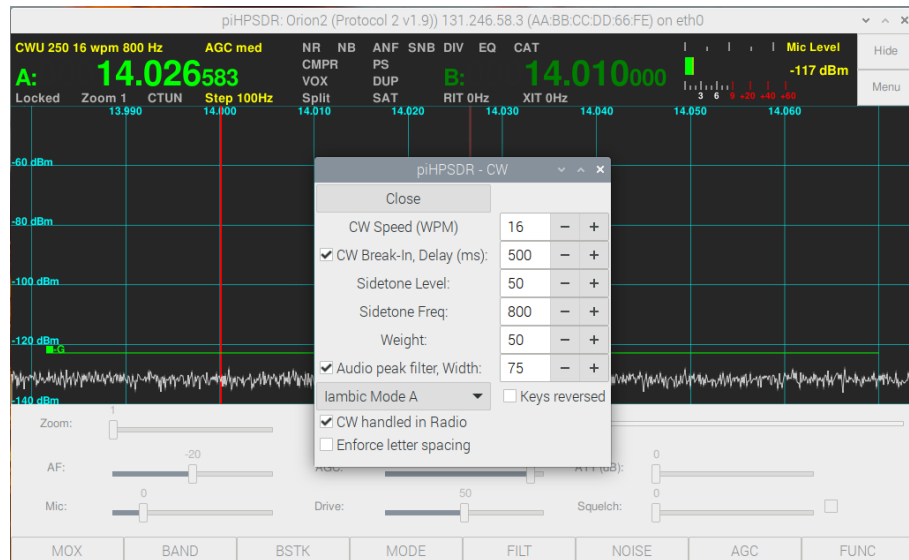 piHPSDR: Orion2 (Protocol 2 v1.9)) 131.246.58.3 (AA:BB:CC:DD:66:FE) on eth0
CWU 250 16 wpm 800 Hz AGC med NR NB ANF SNB DIV EQ CAT Mic Level Hide
CMPR PS
A: 14.026583 VOX DUP B: 14.010000 -117 dBm Menu
Locked Zoom 1 CTUN Step 100Hz Split SAT RIT 0Hz XIT 0Hz 3 6 9 +20 +40 +60
13.990 14.000 14.010 14.020 14.030 14.040 14.050 14.060
-60 dBm
-80 dBm
-100 dBm
-120 dBm
-G
-140 dBm
piHPSDR - CW
Close
CW Speed (WPM) 16 − +
CW Break-In, Delay (ms): 500 − +
Sidetone Level: 50 − +
Sidetone Freq: 800 − +
Weight: 50 − +
Audio peak filter, Width: 75 − +
Iambic Mode A Keys reversed
CW handled in Radio
Enforce letter spacing
Zoom: 1
AF: -20 AGC: ATT (dB): 0
Mic: 0 Drive: 50 Squelch: 0
MOX BAND BSTK MODE FILT NOISE AGC FUNC